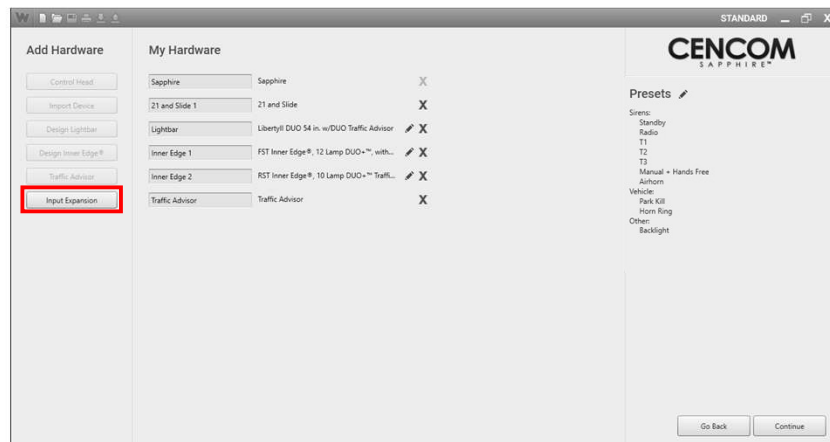 STANDARD
Add Hardware
Control Head
Import Device
Design Lightbar
Design Inner Edge®
Traffic Advisor
Input Expansion
My Hardware
Sapphire Sapphire X
21 and Slide 1 21 and Slide X
Lightbar LibertyII DUO 54 in. w/DUO Traffic Advisor X
Inner Edge 1 FST Inner Edge®, 12 Lamp DUO+™, with... X
Inner Edge 2 RST Inner Edge®, 10 Lamp DUO+™ Traffi... X
Traffic Advisor Traffic Advisor X
CENCOM
SAPPHIRE™
Presets
Sirens:
Standby
Radio
T1
T2
T3
Manual + Hands Free
Airhorn
Vehicle:
Park Kill
Horn Ring
Other:
Backlight
Go Back Continue